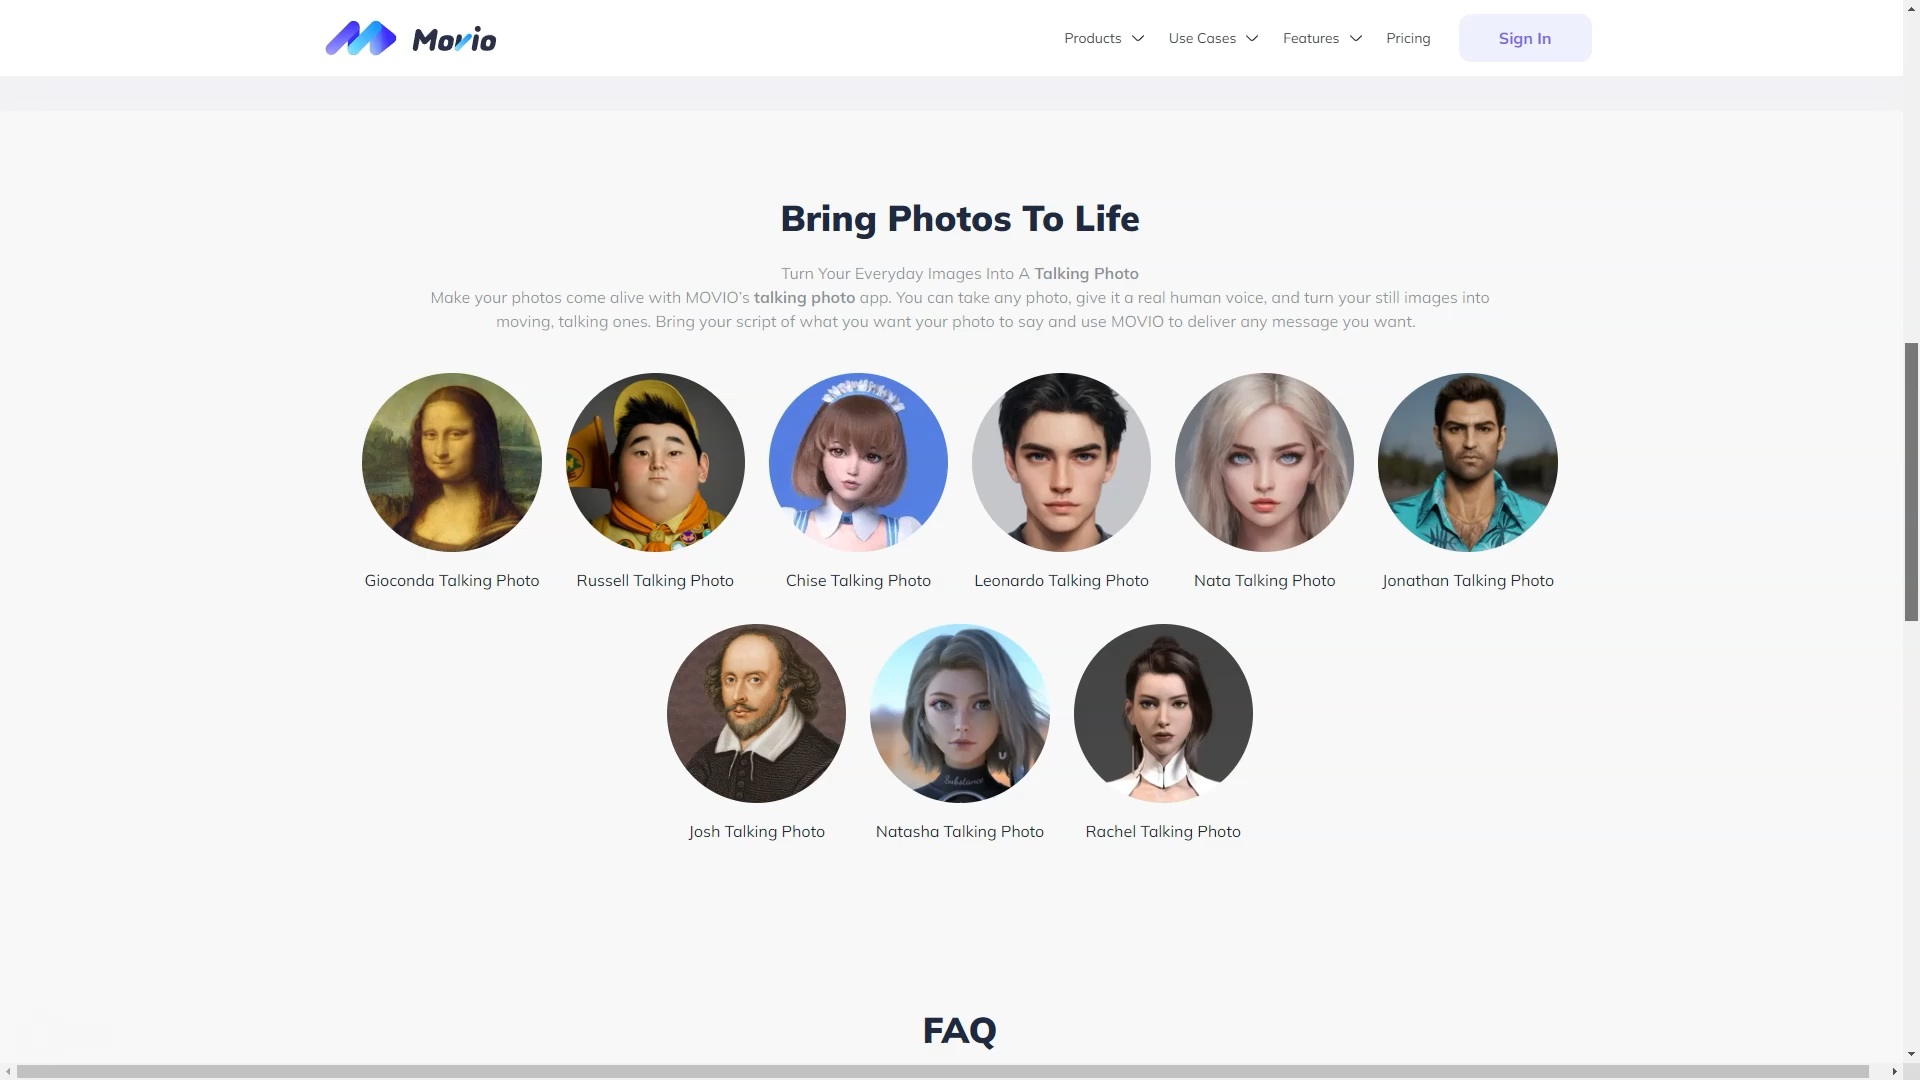 Movio
Products
Use Cases
Features
Pricing
Sign In
Bring Photos To Life
Turn Your Everyday Images Into A Talking Photo
Make your photos come alive with MOVIO’s talking photo app. You can take any photo, give it a real human voice, and turn your still images into
moving, talking ones. Bring your script of what you want your photo to say and use MOVIO to deliver any message you want.
Gioconda Talking Photo
Russell Talking Photo
Chise Talking Photo
Leonardo Talking Photo
Nata Talking Photo
Jonathan Talking Photo
Substance
Josh Talking Photo
Natasha Talking Photo
Rachel Talking Photo
FAQ